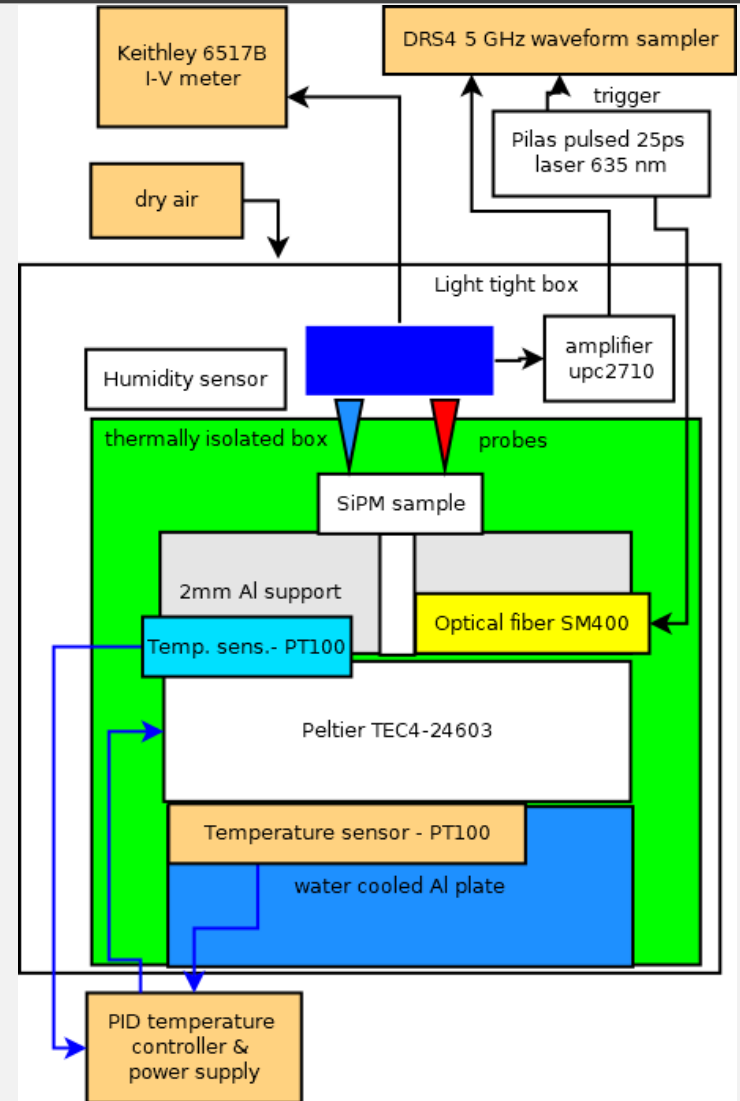 Keithley 6517B
I-V meter
DRS4 5 GHz waveform sampler
trigger
Pilas pulsed 25ps
laser 635 nm
dry air
Light tight box
amplifier
upc2710
Humidity sensor
thermally isolated box
probes
SiPM sample
2mm Al support
Optical fiber SM400
Temp. sens.- PT100
Peltier TEC4-24603
Temperature sensor - PT100
water cooled Al plate
PID temperature
controller &
power supply